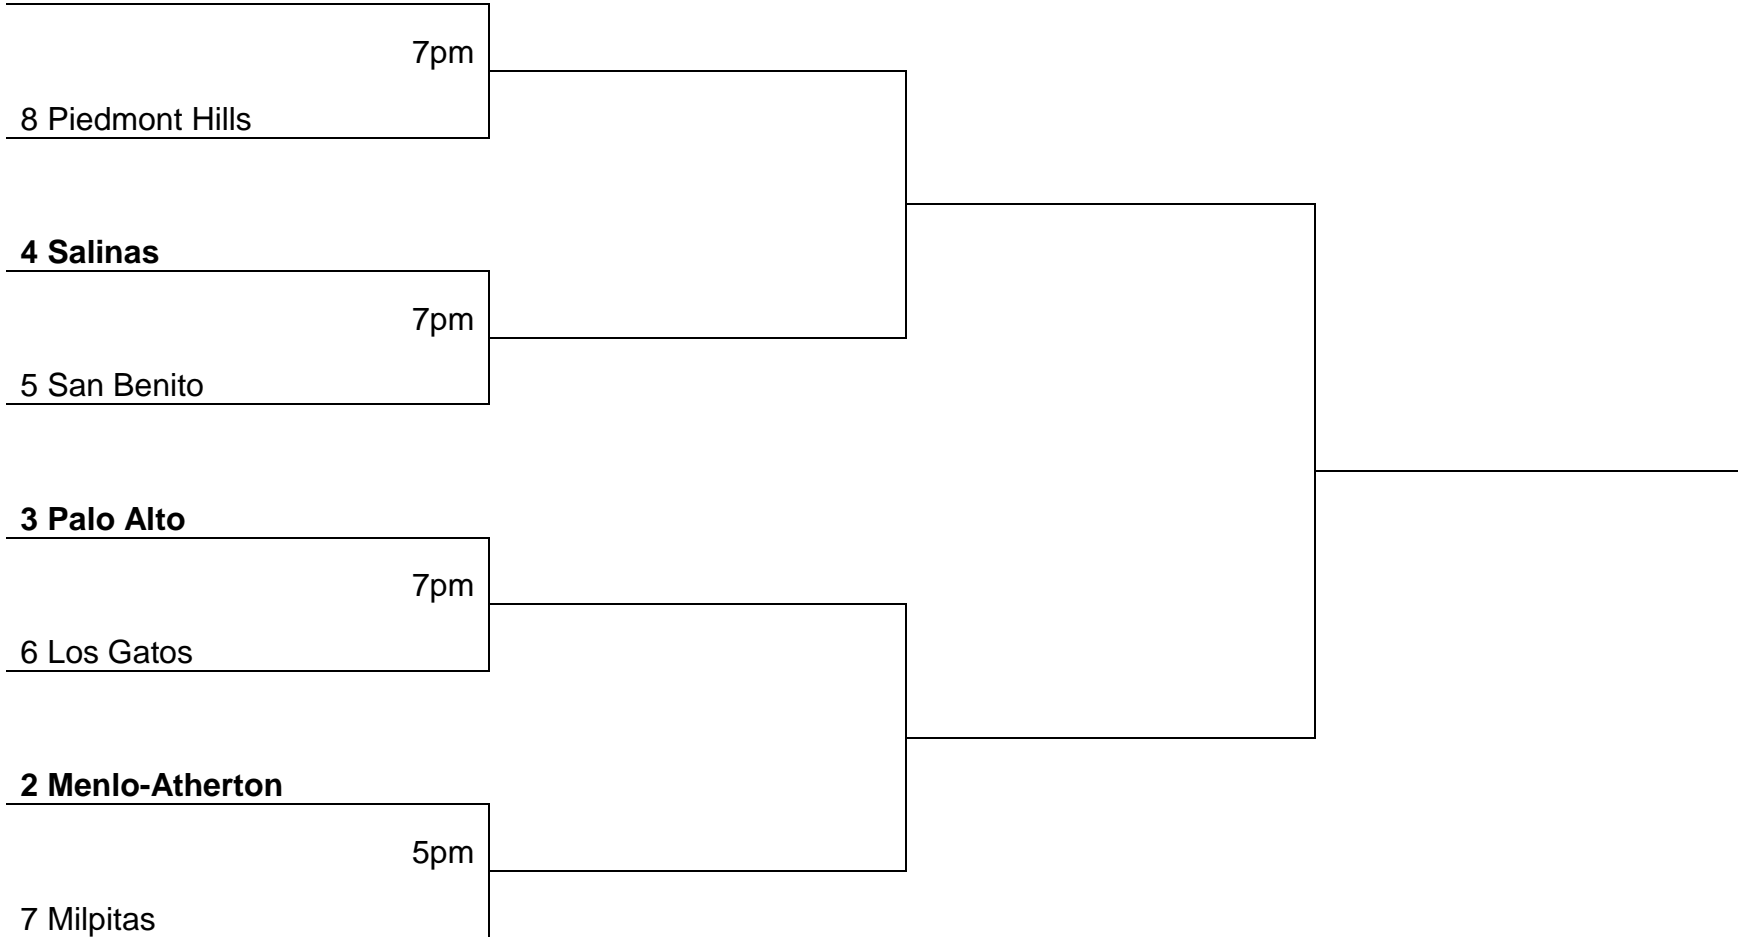 7pm
8 Piedmont Hills
4 Salinas
7pm
5 San Benito
3 Palo Alto
7pm
6 Los Gatos
2 Menlo-Atherton
5pm
7 Milpitas